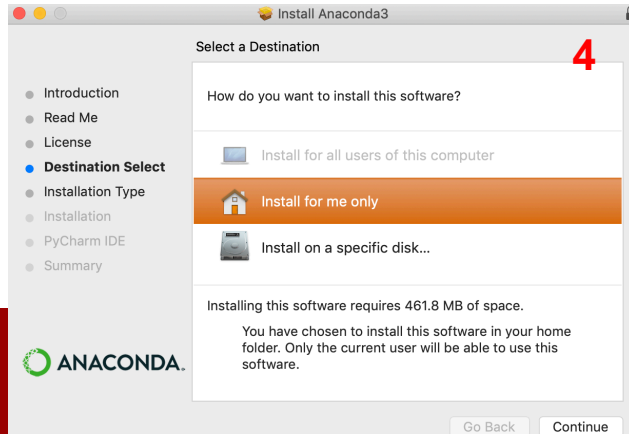 Install Anaconda3
Select a Destination
4
Introduction
Read Me
License
Destination Select
Installation Type
Installation
PyCharm IDE
Summary
How do you want to install this software?
Install for all users of this computer
Install for me only
Install on a specific disk...
Installing this software requires 461.8 MB of space.
You have chosen to install this software in your home
folder. Only the current user will be able to use this
software.
ANACONDA.
Go Back
Continue